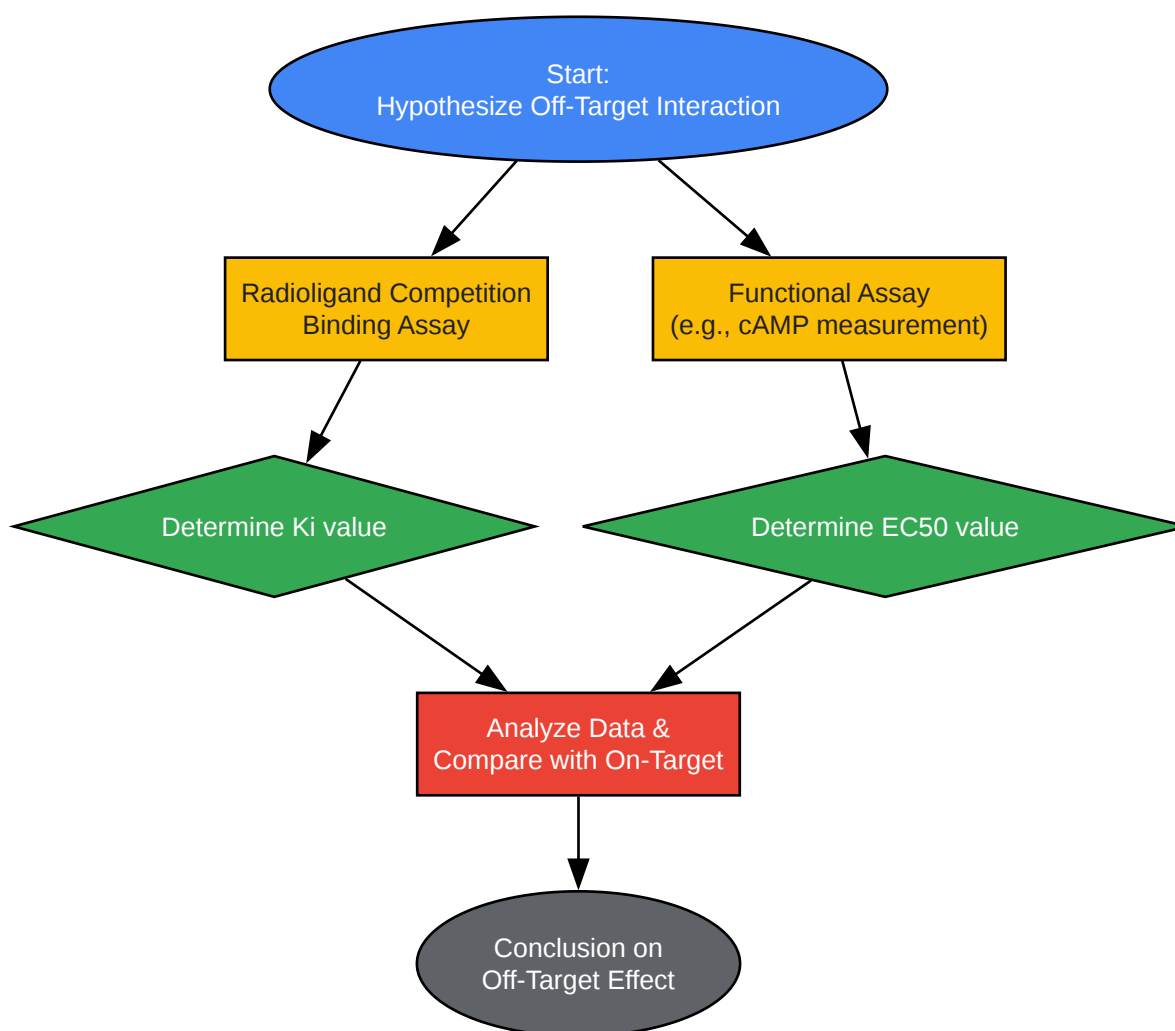 Start:
Hypothesize Off-Target Interaction
Radioligand Competition
Binding Assay
Functional Assay
(e.g., cAMP measurement)
Determine Ki value
Determine EC50 value
Analyze Data &
Compare with On-Target
Conclusion on
Off-Target Effect